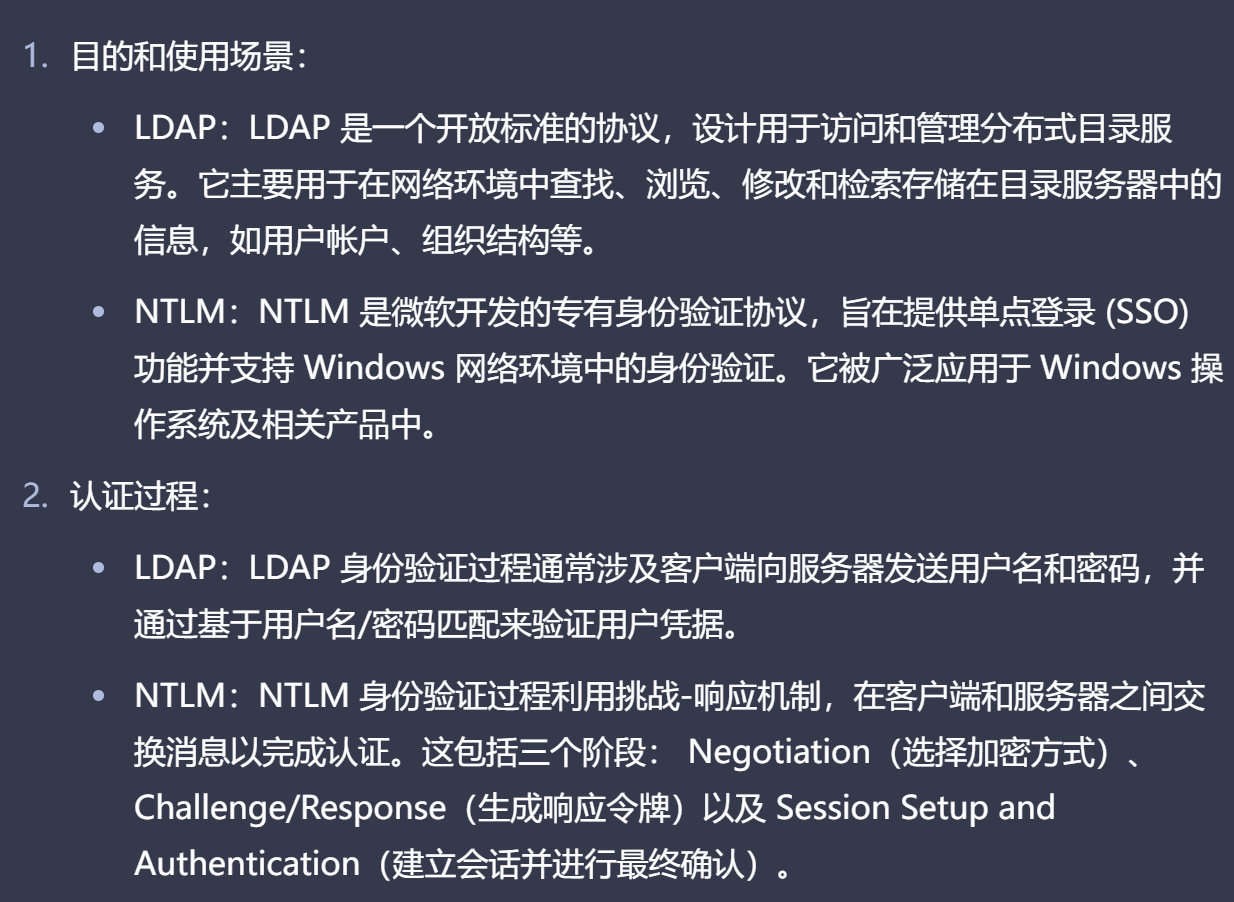 1. 目的和使用场景：
• LDAP：LDAP 是一个开放标准的协议，设计用于访问和管理分布式目录服
务。它主要用于在网络环境中查找、浏览、修改和检索存储在目录服务器中的
信息，如用户帐户、组织结构等。
• NTLM：NTLM 是微软开发的专有身份验证协议，旨在提供单点登录 (SSO)
功能并支持 Windows 网络环境中的身份验证。它被广泛应用于 Windows 操
作系统及相关产品中。
2. 认证过程：
• LDAP：LDAP 身份验证过程通常涉及客户端向服务器发送用户名和密码，并
通过基于用户名/密码匹配来验证用户凭据。
• NTLM：NTLM 身份验证过程利用挑战-响应机制，在客户端和服务器之间交
换消息以完成认证。这包括三个阶段： Negotiation（选择加密方式）、
Challenge/Response（生成响应令牌）以及 Session Setup and
Authentication（建立会话并进行最终确认）。